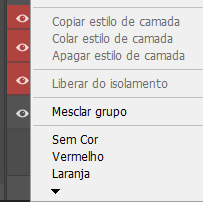 Copiar estilo de camada
Colar estilo de camada
Apagar estilo de camada
Liberar do isolamento
Mesclar grupo
Sem Cor
Vermelho
Laranja